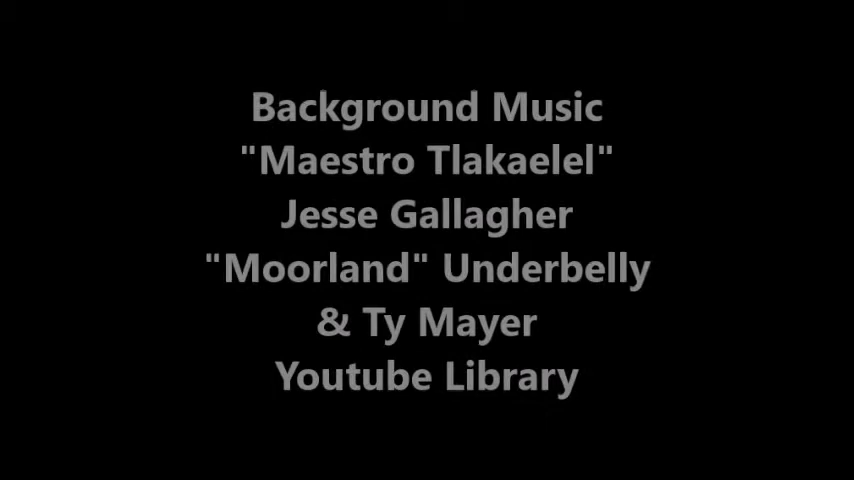 Background Music
"Maestro Tlakaelel"
Jesse Gallagher
"Moorland" Underbelly
& Ty Mayer
Youtube Library